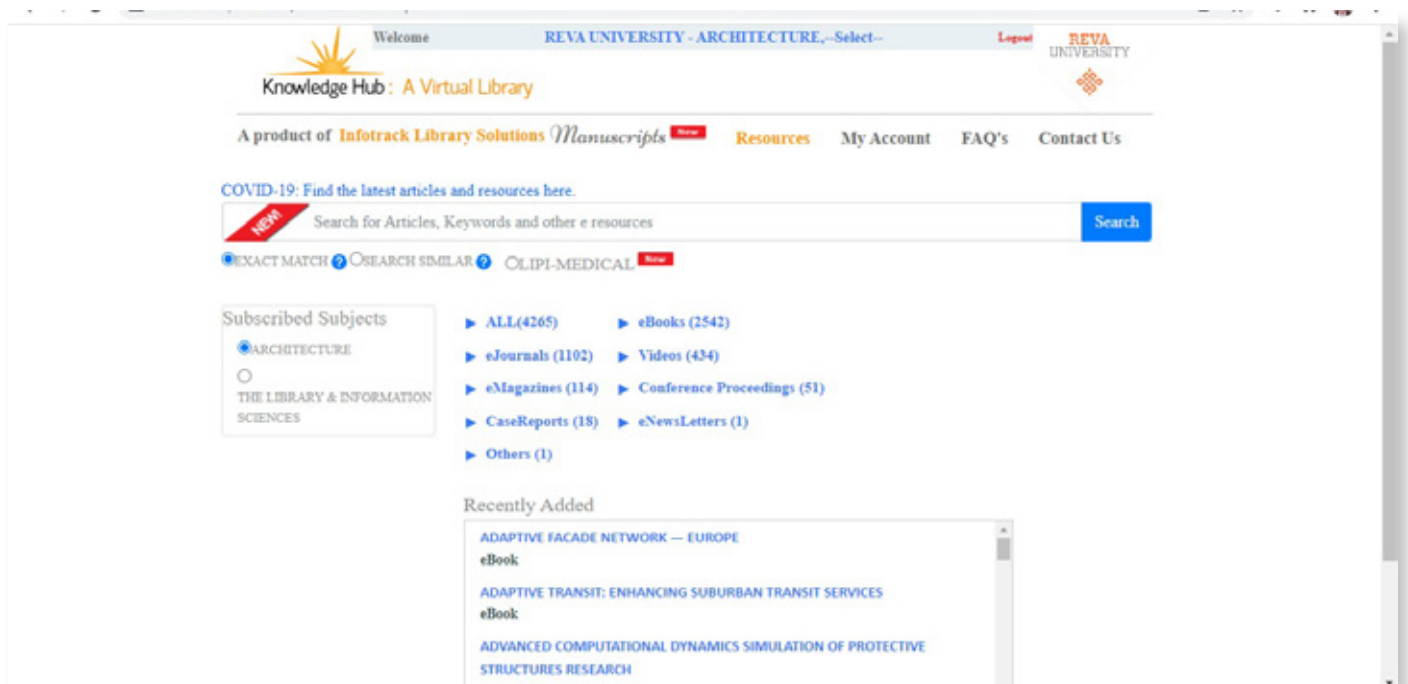 Welcome REVA UNIVERSITY - ARCHITECTURE,--Select-- Logout
REVA
UNIVERSITY
Knowledge Hub : A Virtual Library
A product of Infotrack Library Solutions Manuscripts New Resources My Account FAQ's Contact Us
COVID-19: Find the latest articles and resources here.
NEW! Search for Articles, Keywords and other e resources Search
EXACT MATCH ? SEARCH SIMILAR ? LIPI-MEDICAL New
Subscribed Subjects
ARCHITECTURE
THE LIBRARY & INFORMATION
SCIENCES
ALL(4265) eBooks (2542)
eJournals (1102) Videos (434)
eMagazines (114) Conference Proceedings (51)
CaseReports (18) eNewsLetters (1)
Others (1)
Recently Added
ADAPTIVE FACADE NETWORK — EUROPE
eBook
ADAPTIVE TRANSIT: ENHANCING SUBURBAN TRANSIT SERVICES
eBook
ADVANCED COMPUTATIONAL DYNAMICS SIMULATION OF PROTECTIVE
STRUCTURES RESEARCH